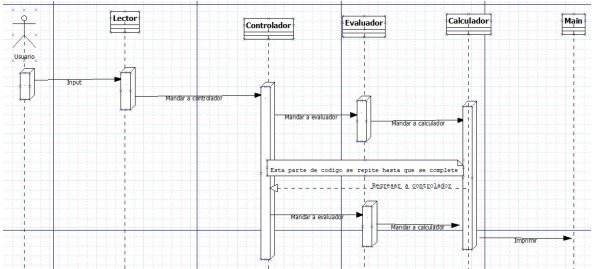 Lector
Controlador
Evaluador
Calculador
Main
Usuario
Input
Mandar a controlador
Mandar a evaluador
Mandar a calculador
Esta parte de codigo se repite hasta que se complete
Regresar a controlador
Mandar a evaluador
Mandar a calculador
Imprimir